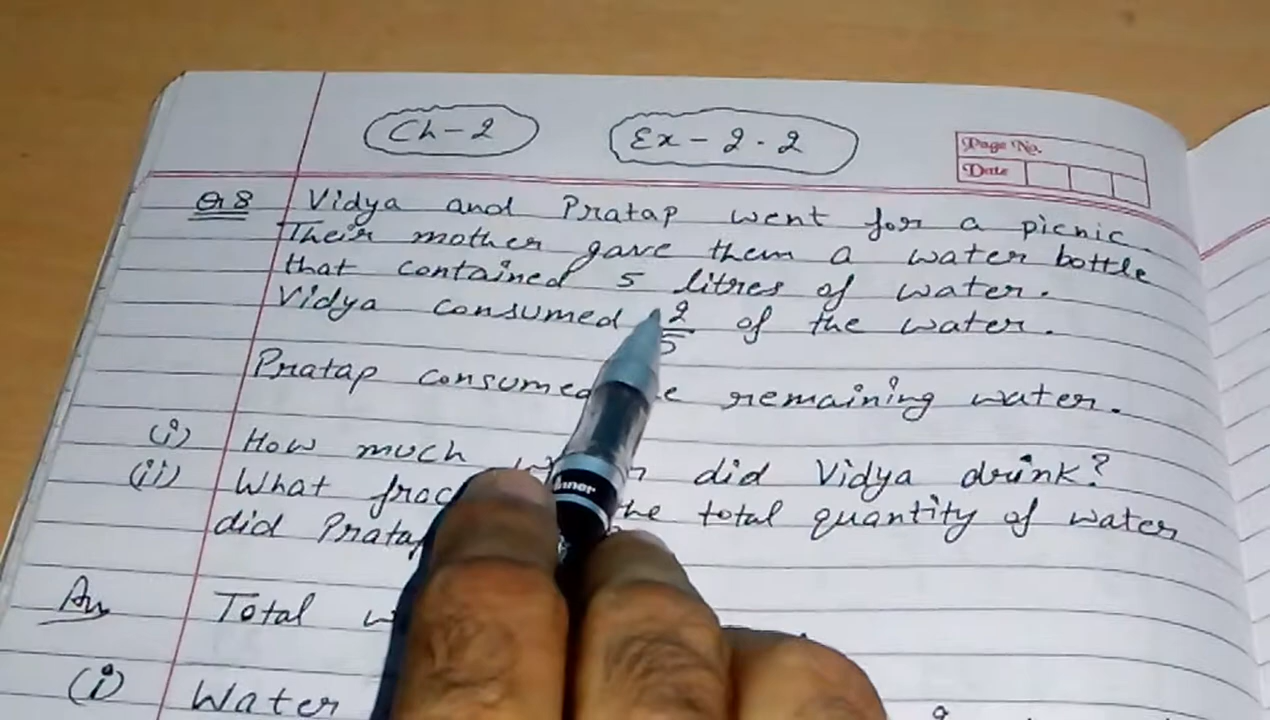 Ch-2
Ex-2.2
Page No.
Date
Q8 Vidya and Pratap went for a picnic.
Their mother gave them a water bottle
that contained 5 litres of water.
Vidya consumed 2/5 of the water.
Pratap consumed remaining water.
(i) How much did Vidya drink?
(ii) What the total quantity of water
did
Ans Total
(i) Water